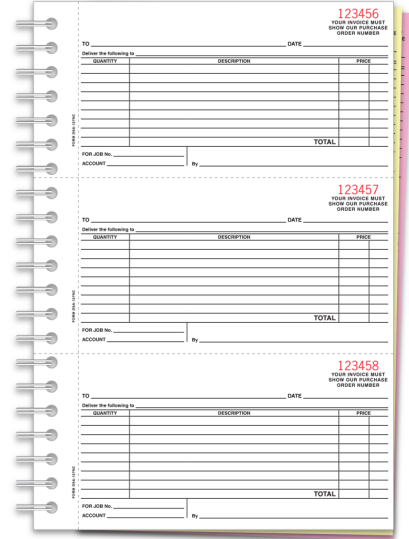 123456
YOUR INVOICE MUST
SHOW OUR PURCHASE
ORDER NUMBER
TO DATE
Deliver the following to
QUANTITY DESCRIPTION PRICE
TOTAL
FOR JOB No.
ACCOUNT By
123457
YOUR INVOICE MUST
SHOW OUR PURCHASE
ORDER NUMBER
TO DATE
Deliver the following to
QUANTITY DESCRIPTION PRICE
TOTAL
FOR JOB No.
ACCOUNT By
123458
YOUR INVOICE MUST
SHOW OUR PURCHASE
ORDER NUMBER
TO DATE
Deliver the following to
QUANTITY DESCRIPTION PRICE
TOTAL
FOR JOB No.
ACCOUNT By